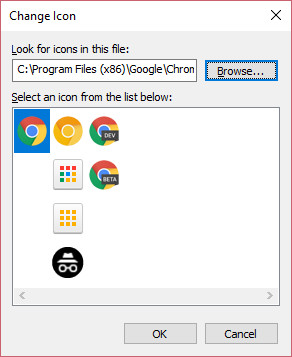 Change Icon
Look for icons in this file:
C:\Program Files (x86)\Google\Chrom
Browse...
Select an icon from the list below:
DEV
BETA
OK
Cancel